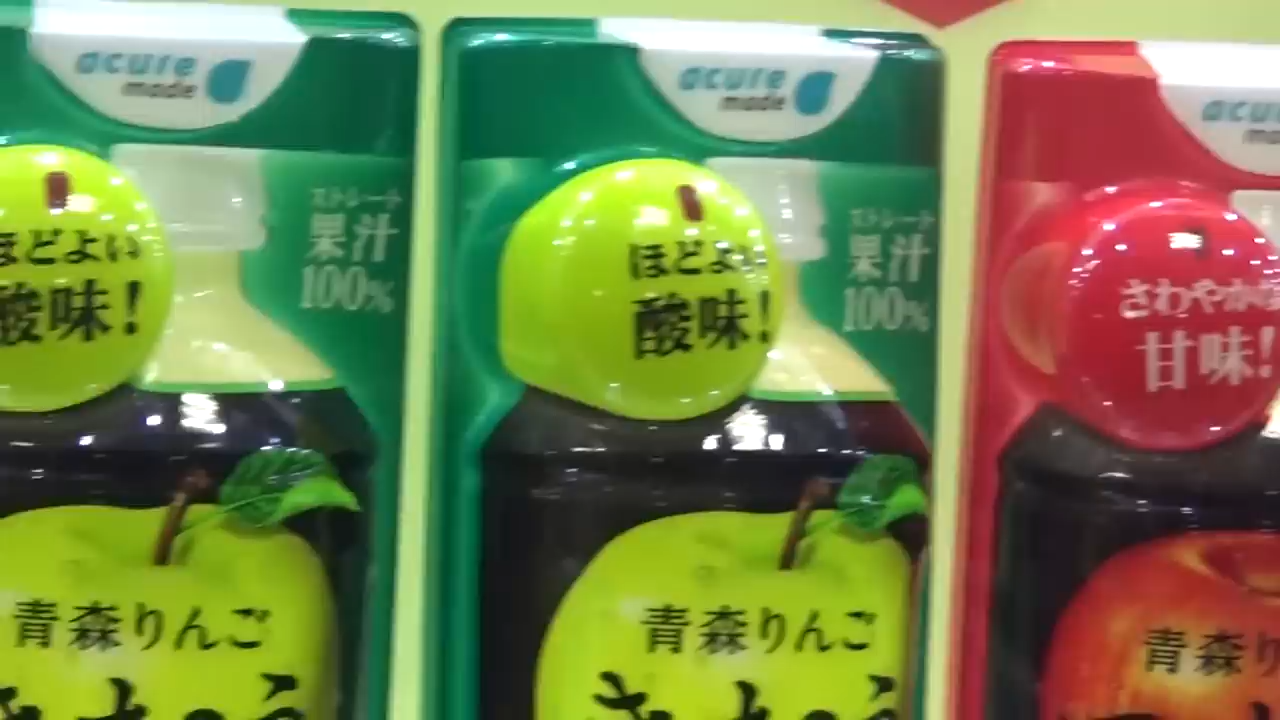 acure
made
ストレート
果汁
100%
ほどよい
酸味!
青森りんご
acure
made
ストレート
果汁
100%
ほどよい
酸味!
青森りんご
acure
made
さわやかな
甘味!
青森り